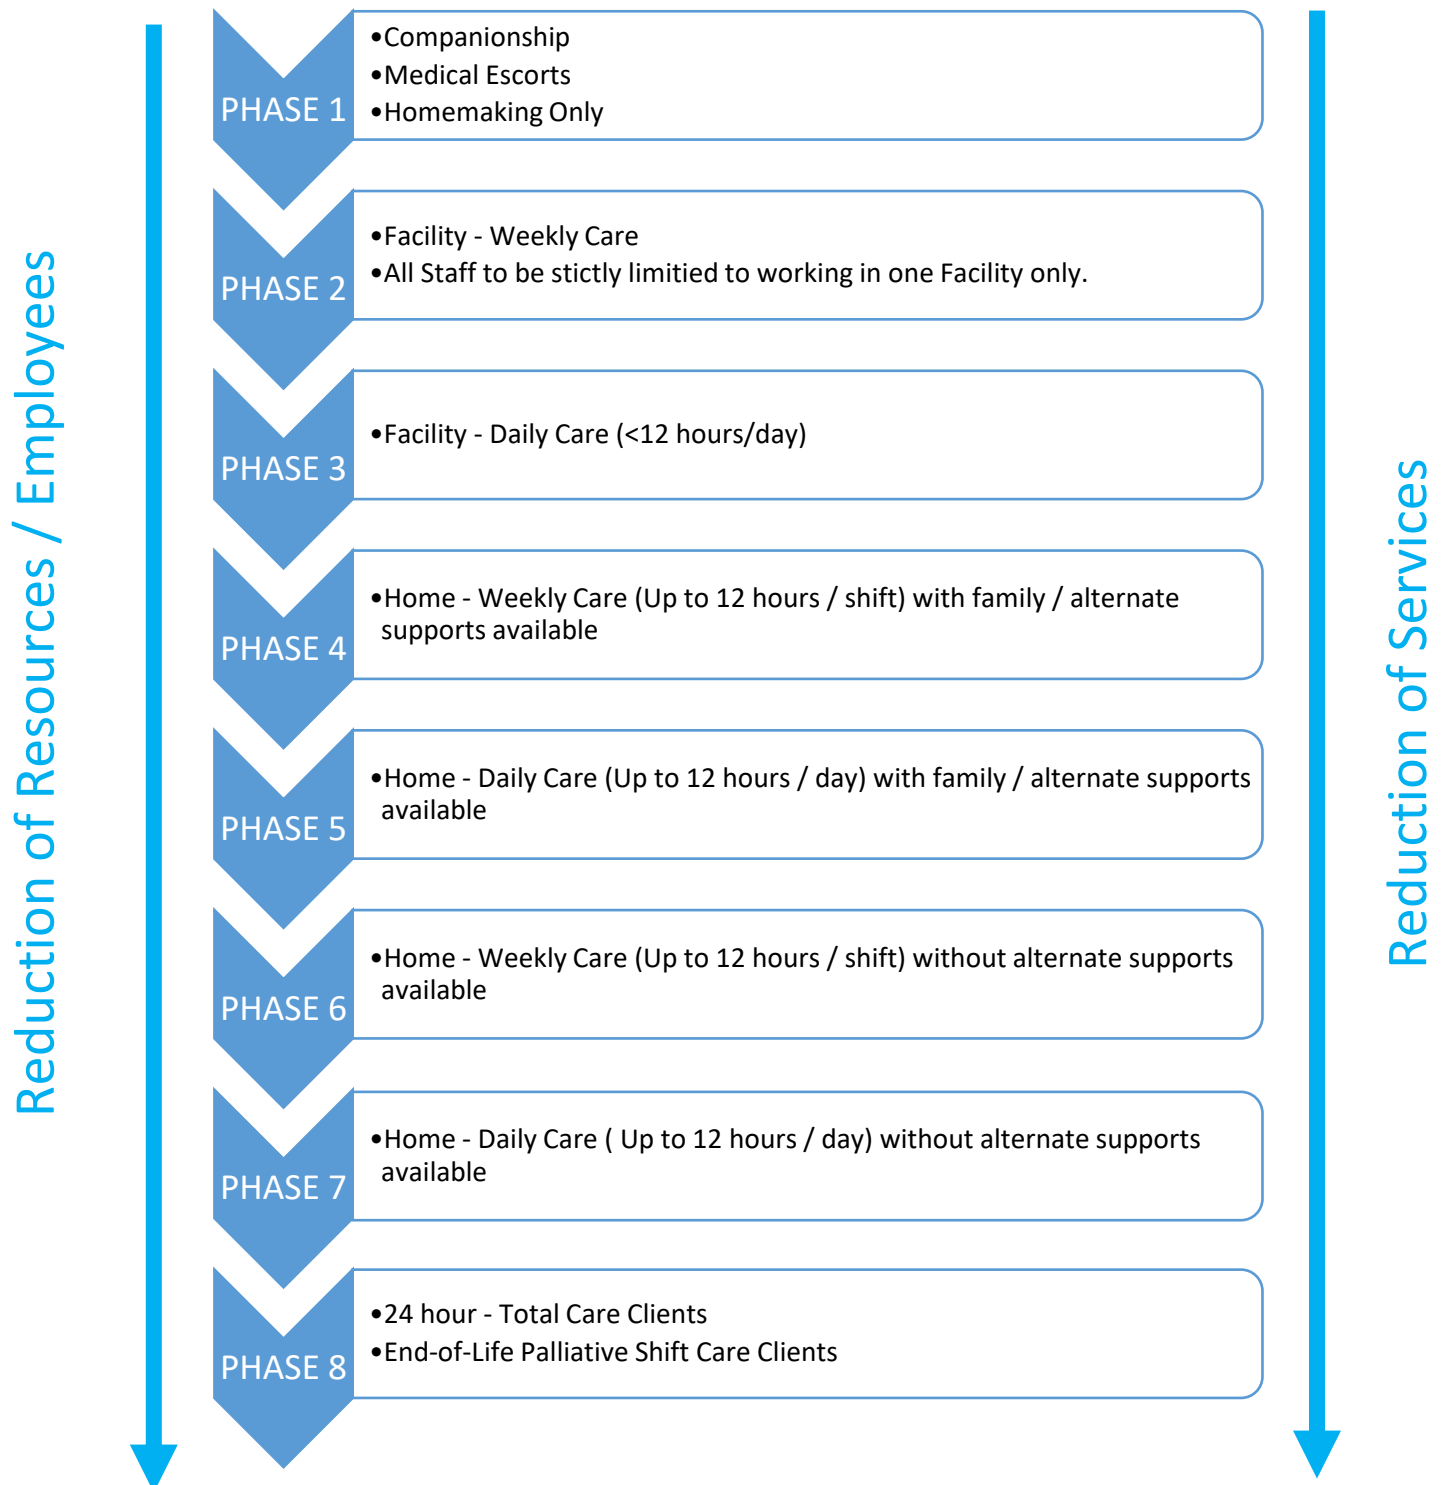 Reduction of Resources / Employees
PHASE 1
•Companionship
•Medical Escorts
•Homemaking Only
PHASE 2
•Facility - Weekly Care
•All Staff to be stictly limitied to working in one Facility only.
PHASE 3
•Facility - Daily Care (<12 hours/day)
PHASE 4
•Home - Weekly Care (Up to 12 hours / shift) with family / alternate
supports available
PHASE 5
•Home - Daily Care (Up to 12 hours / day) with family / alternate supports
available
PHASE 6
•Home - Weekly Care (Up to 12 hours / shift) without alternate supports
available
PHASE 7
•Home - Daily Care ( Up to 12 hours / day) without alternate supports
available
PHASE 8
•24 hour - Total Care Clients
•End-of-Life Palliative Shift Care Clients
Reduction of Services